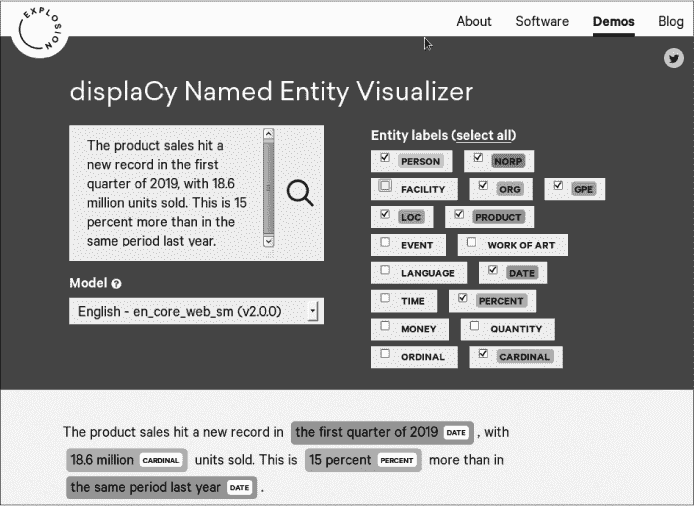 EXPLOSION
About Software Demos Blog
displaCy Named Entity Visualizer
The product sales hit a
new record in the first
quarter of 2019, with 18.6
million units sold. This is 15
percent more than in the
same period last year.
Model ?
English - en_core_web_sm (v2.0.0)
Entity labels (select all)
PERSON NORP
FACILITY ORG GPE
LOC PRODUCT
EVENT WORK OF ART
LANGUAGE DATE
TIME PERCENT
MONEY QUANTITY
ORDINAL CARDINAL
The product sales hit a new record in the first quarter of 2019 DATE , with
18.6 million CARDINAL units sold. This is 15 percent PERCENT more than in
the same period last year DATE .